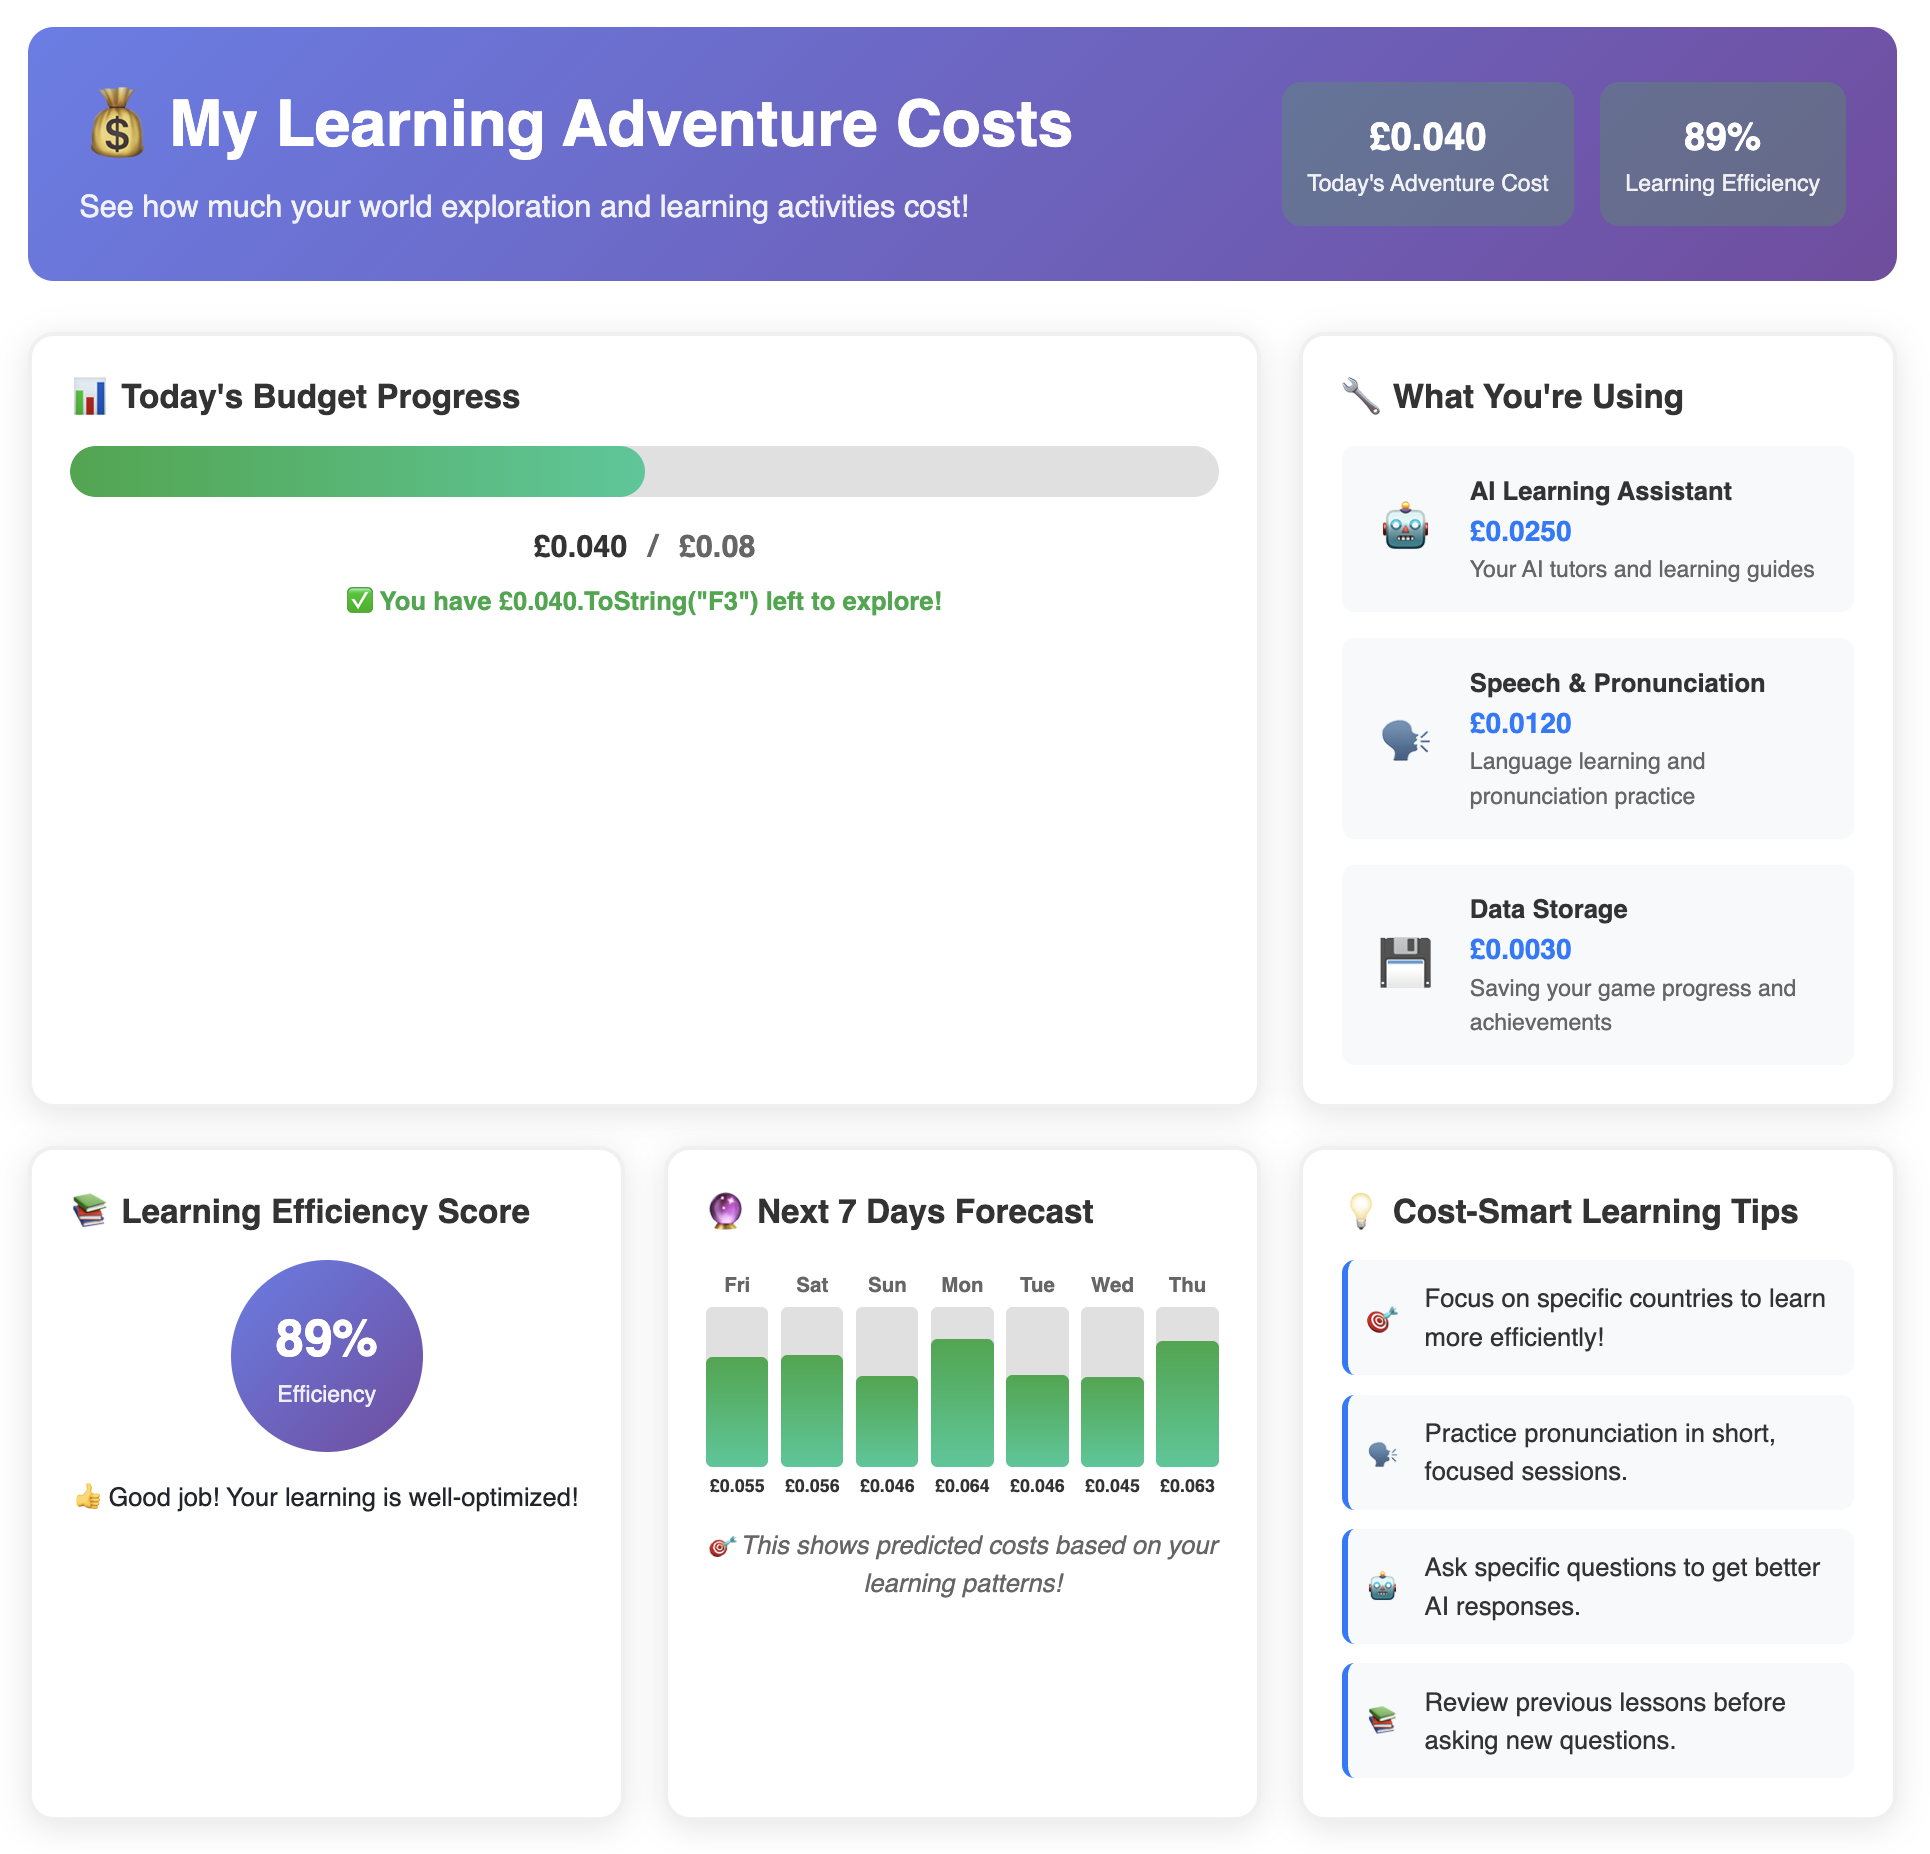 My Learning Adventure Costs
See how much your world exploration and learning activities cost!
£0.040
Today's Adventure Cost
89%
Learning Efficiency
Today's Budget Progress
£0.040 / £0.08
You have £0.040.ToString("F3") left to explore!
What You're Using
AI Learning Assistant
£0.0250
Your AI tutors and learning guides
Speech & Pronunciation
£0.0120
Language learning and
pronunciation practice
Data Storage
£0.0030
Saving your game progress and
achievements
Learning Efficiency Score
89%
Efficiency
Good job! Your learning is well-optimized!
Next 7 Days Forecast
Fri Sat Sun Mon Tue Wed Thu
£0.055 £0.056 £0.046 £0.064 £0.046 £0.045 £0.063
This shows predicted costs based on your
learning patterns!
Cost-Smart Learning Tips
Focus on specific countries to learn
more efficiently!
Practice pronunciation in short,
focused sessions.
Ask specific questions to get better
AI responses.
Review previous lessons before
asking new questions.